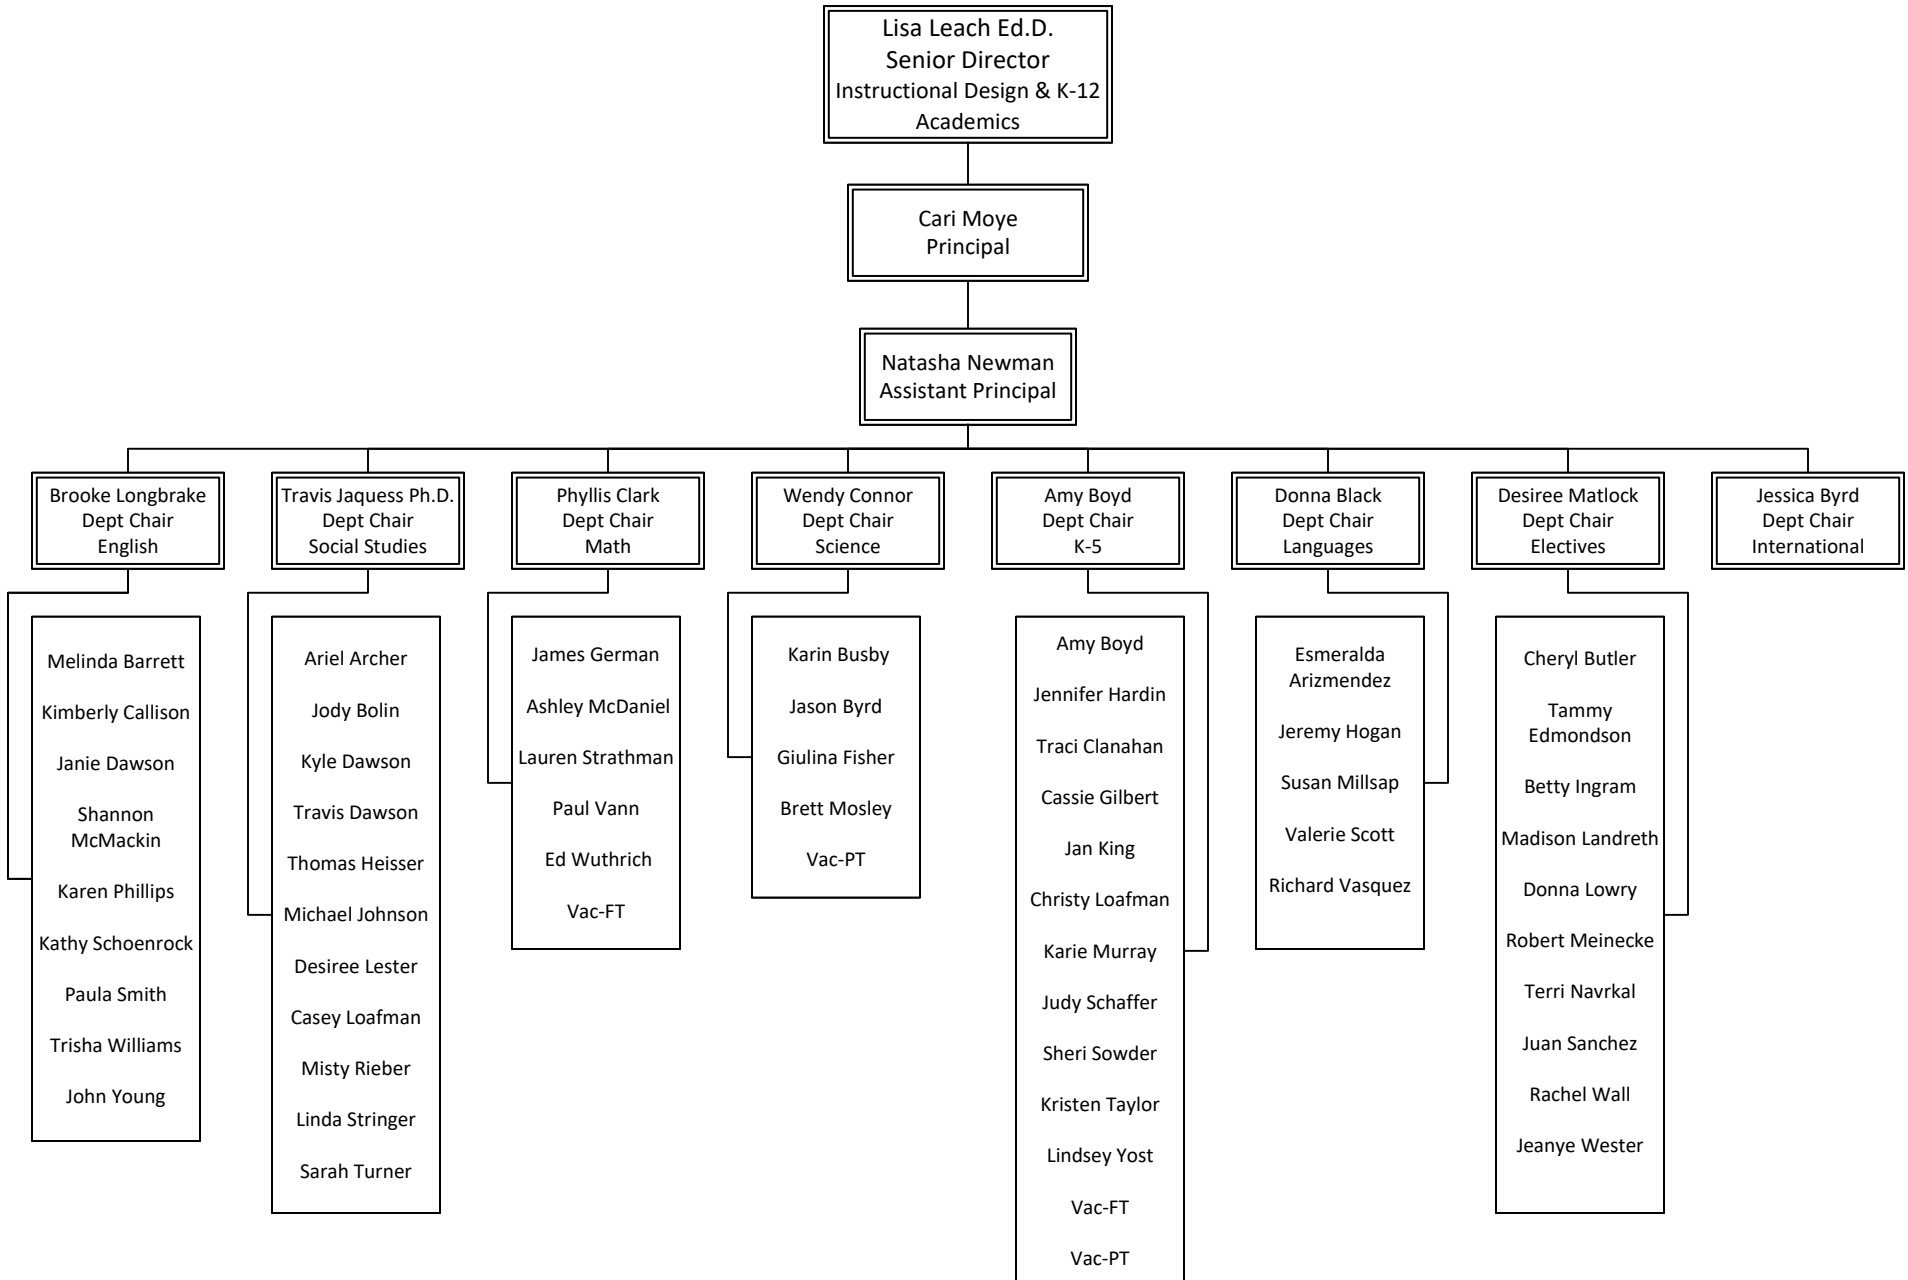 Lisa Leach Ed.D.
Senior Director
Instructional Design & K-12
Academics
Cari Moye
Principal
Natasha Newman
Assistant Principal
Brooke Longbrake
Dept Chair
English
Travis Jaquess Ph.D.
Dept Chair
Social Studies
Phyllis Clark
Dept Chair
Math
Wendy Connor
Dept Chair
Science
Amy Boyd
Dept Chair
K-5
Donna Black
Dept Chair
Languages
Desiree Matlock
Dept Chair
Electives
Jessica Byrd
Dept Chair
International
Melinda Barrett
Kimberly Callison
Janie Dawson
Shannon
McMackin
Karen Phillips
Kathy Schoenrock
Paula Smith
Trisha Williams
John Young
Ariel Archer
Jody Bolin
Kyle Dawson
Travis Dawson
Thomas Heisser
Michael Johnson
Desiree Lester
Casey Loafman
Misty Rieber
Linda Stringer
Sarah Turner
James German
Ashley McDaniel
Lauren Strathman
Paul Vann
Ed Wuthrich
Vac-FT
Karin Busby
Jason Byrd
Giulina Fisher
Brett Mosley
Vac-PT
Amy Boyd
Jennifer Hardin
Traci Clanahan
Cassie Gilbert
Jan King
Christy Loafman
Karie Murray
Judy Schaffer
Sheri Sowder
Kristen Taylor
Lindsey Yost
Vac-FT
Vac-PT
Esmeralda
Arizmendez
Jeremy Hogan
Susan Millsap
Valerie Scott
Richard Vasquez
Cheryl Butler
Tammy
Edmondson
Betty Ingram
Madison Landreth
Donna Lowry
Robert Meinecke
Terri Navrkal
Juan Sanchez
Rachel Wall
Jeanye Wester